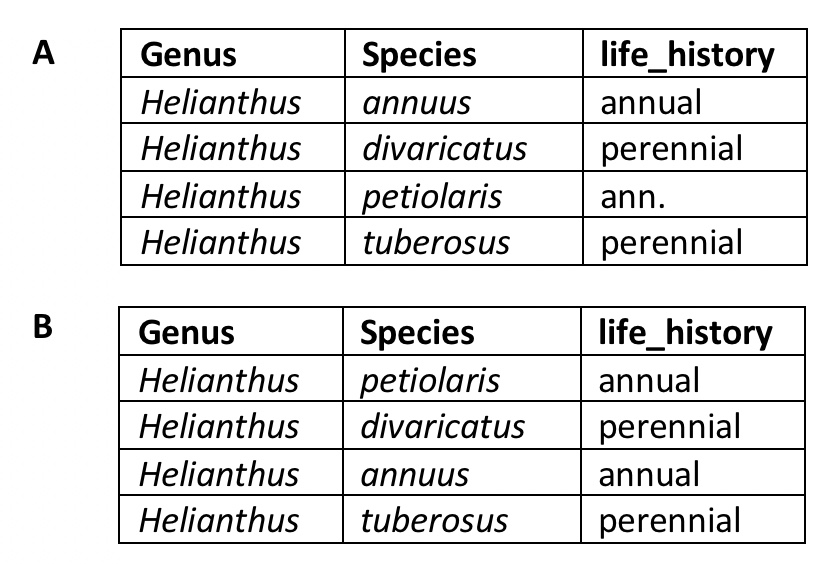 A
Genus Species life_history
Helianthus annuus annual
Helianthus divaricatus perennial
Helianthus petiolaris ann.
Helianthus tuberosus perennial
B
Genus Species life_history
Helianthus petiolaris annual
Helianthus divaricatus perennial
Helianthus annuus annual
Helianthus tuberosus perennial